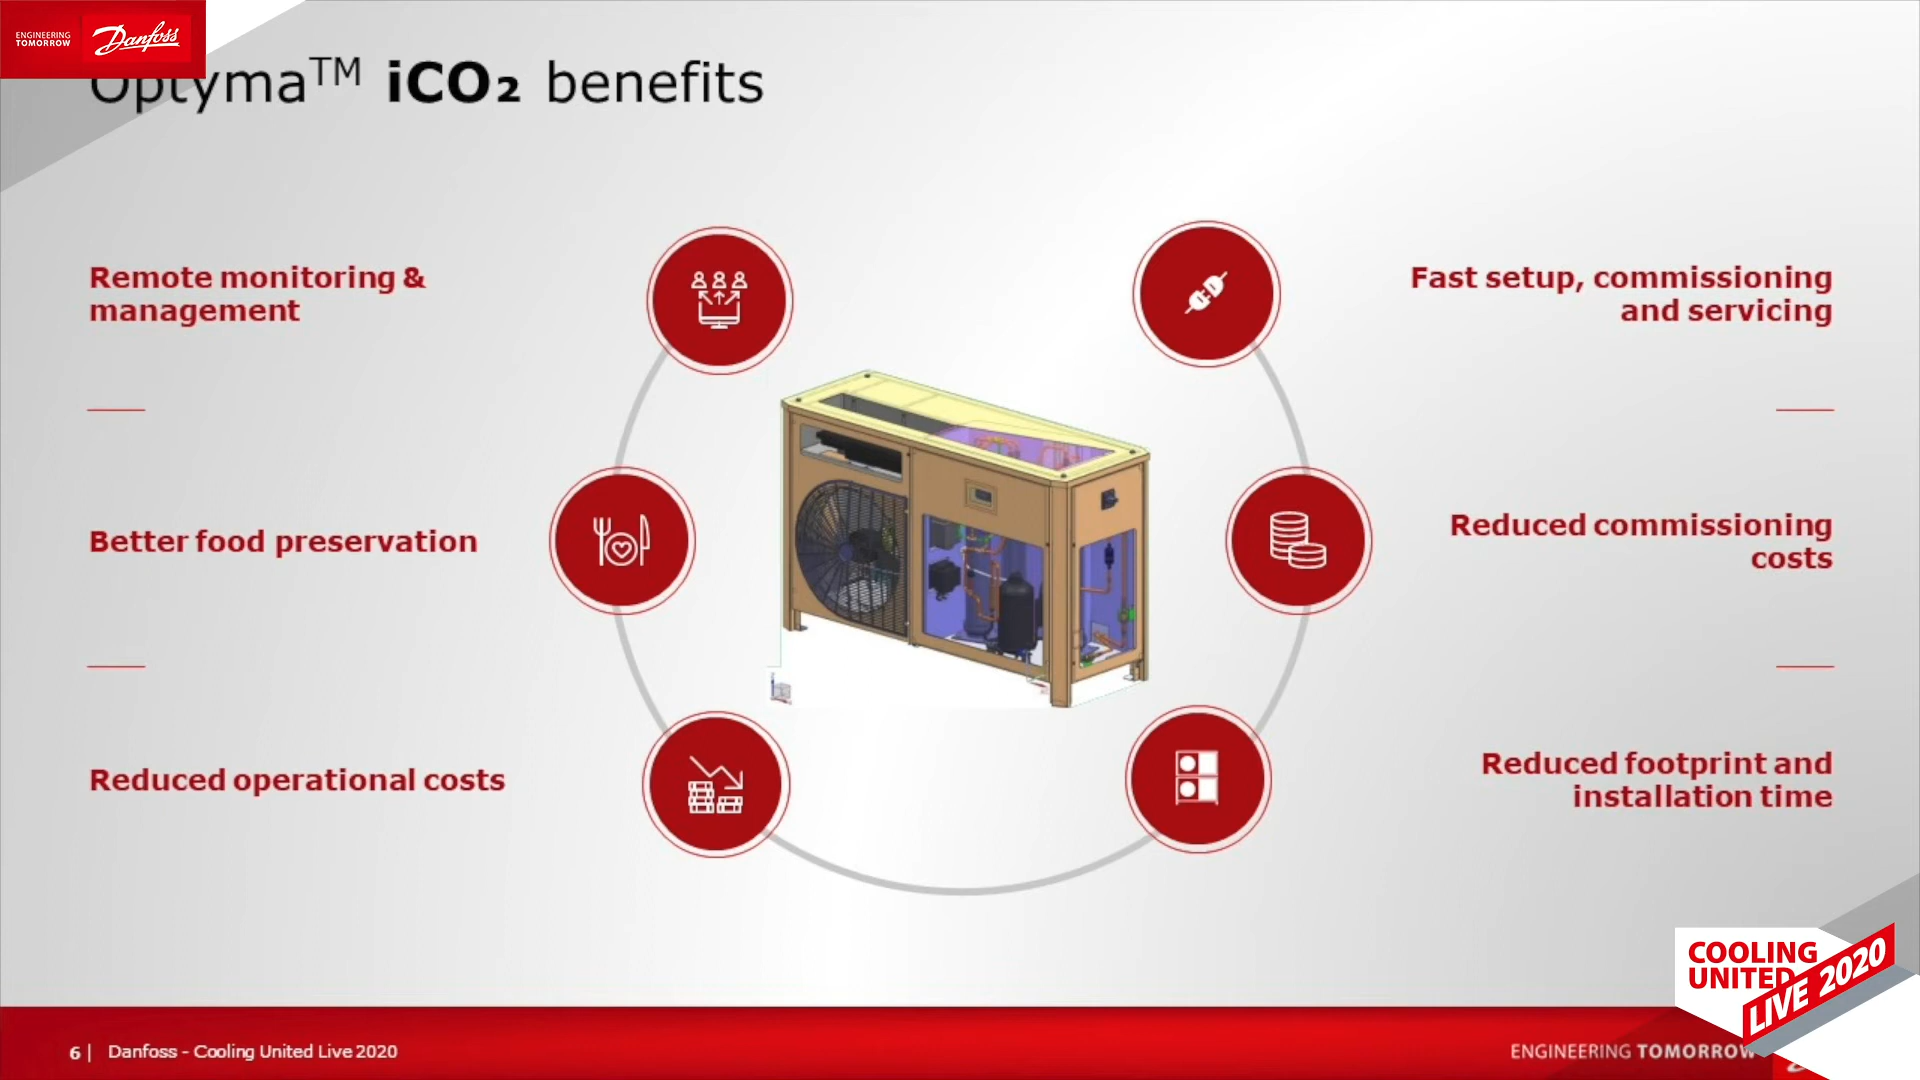 ENGINEERING
TOMORROW
Danfoss
Optyma™ iCO₂ benefits
Remote monitoring &
management
Better food preservation
Reduced operational costs
Fast setup, commissioning
and servicing
Reduced commissioning
costs
Reduced footprint and
installation time
COOLING
UNITED
LIVE 2020
6 | Danfoss - Cooling United Live 2020
ENGINEERING TOMORROW